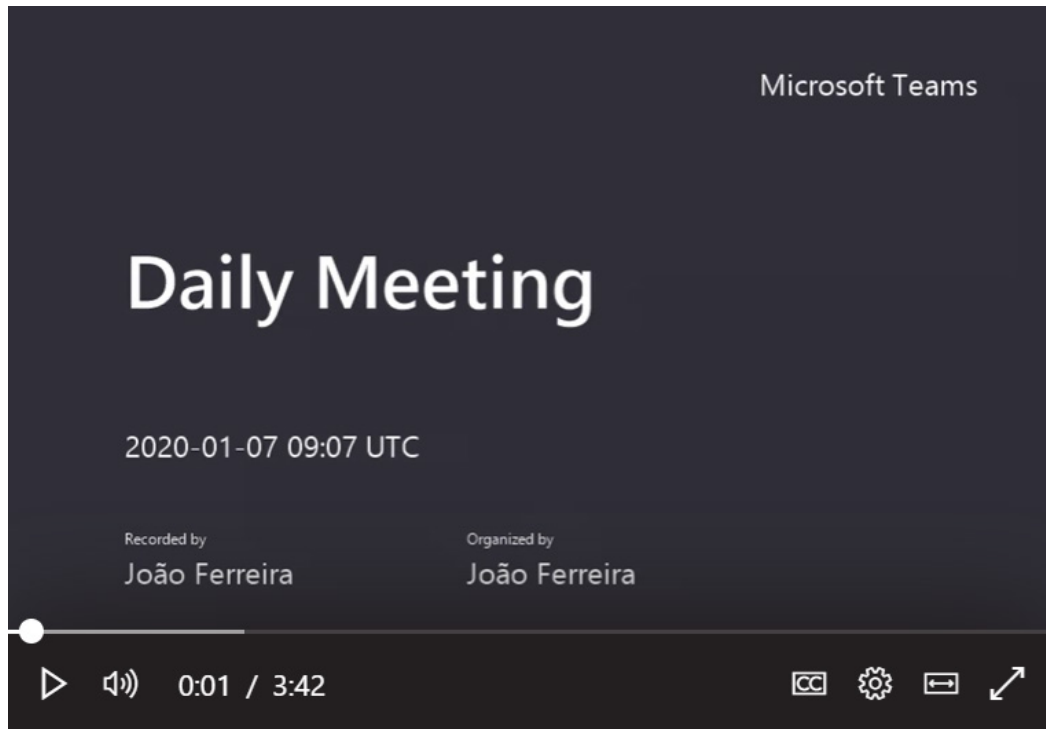 Microsoft Teams
Daily Meeting
2020-01-07 09:07 UTC
Recorded by Organized by
João Ferreira João Ferreira
0:01 / 3:42 CC